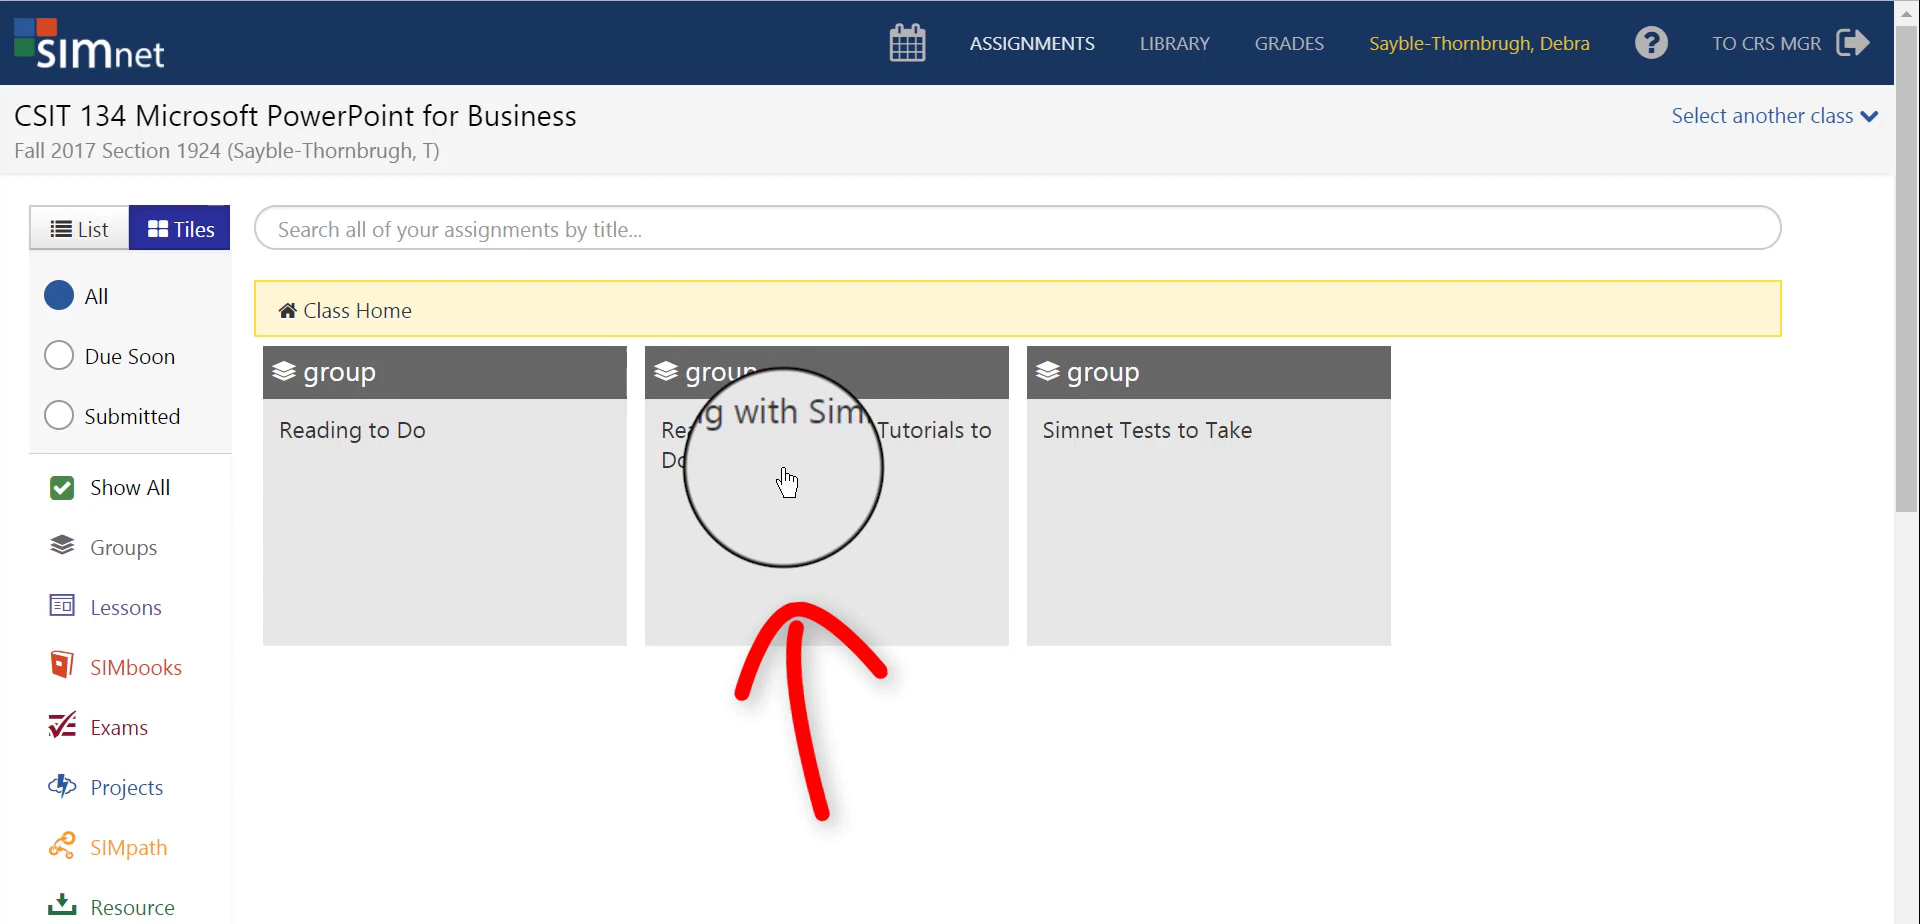 SIMnet
ASSIGNMENTS
LIBRARY
GRADES
Sayble-Thornbrugh, Debra
?
TO CRS MGR
CSIT 134 Microsoft PowerPoint for Business
Select another class
Fall 2017 Section 1924 (Sayble-Thornbrugh, T)
List
Tiles
Search all of your assignments by title...
All
Due Soon
Submitted
Show All
Groups
Lessons
SIMbooks
Exams
Projects
SIMpath
Resource
Class Home
group
Reading to Do
group
g with Sim
Tutorials to
group
Simnet Tests to Take